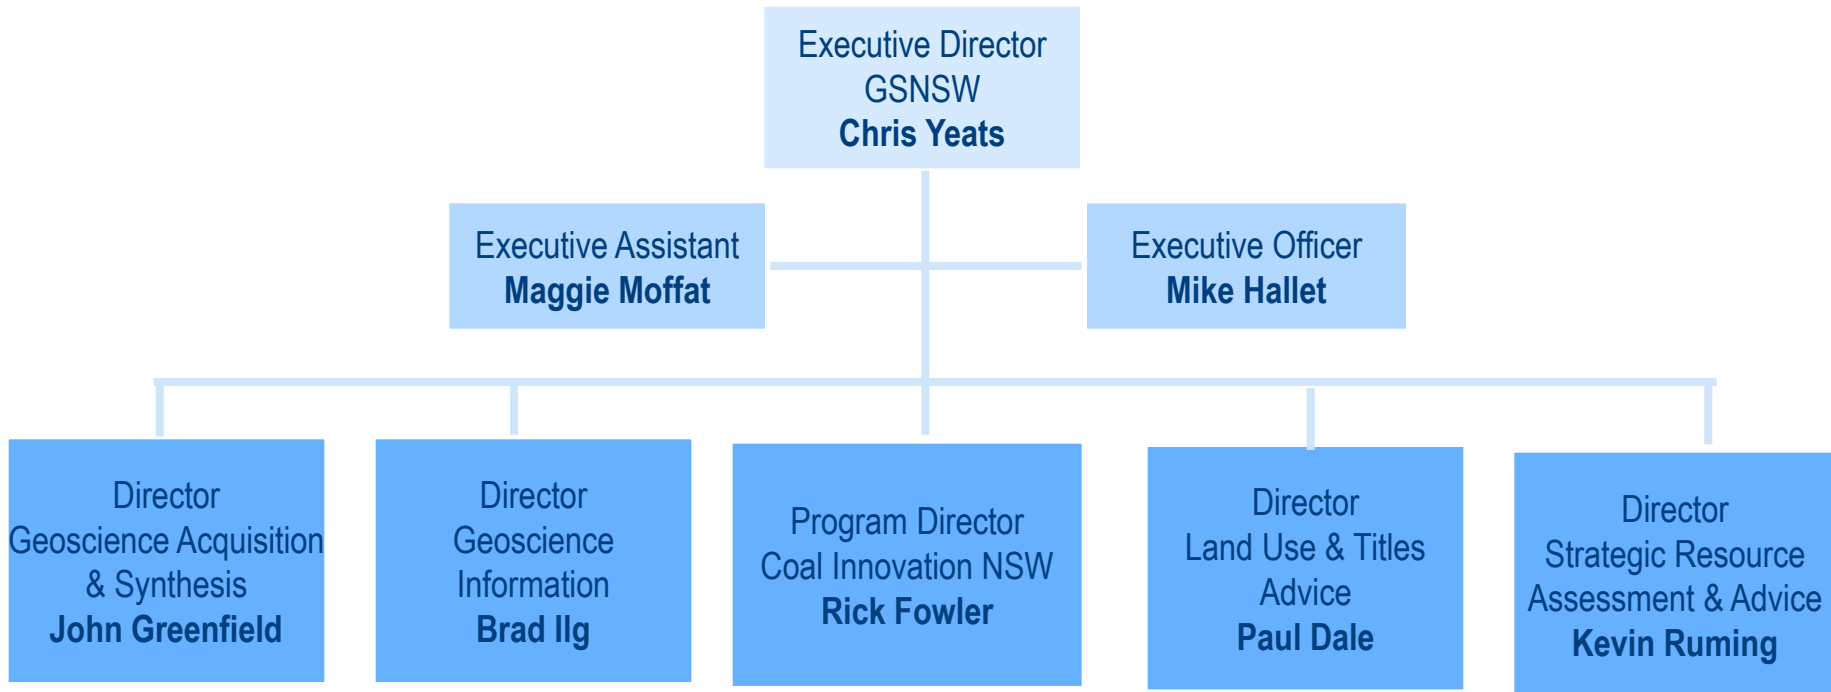 Executive Director
GSNSW
Chris Yeats
Executive Assistant
Maggie Moffat
Executive Officer
Mike Hallet
Director
Geoscience Acquisition
& Synthesis
John Greenfield
Director
Geoscience
Information
Brad Ilg
Program Director
Coal Innovation NSW
Rick Fowler
Director
Land Use & Titles
Advice
Paul Dale
Director
Strategic Resource
Assessment & Advice
Kevin Ruming